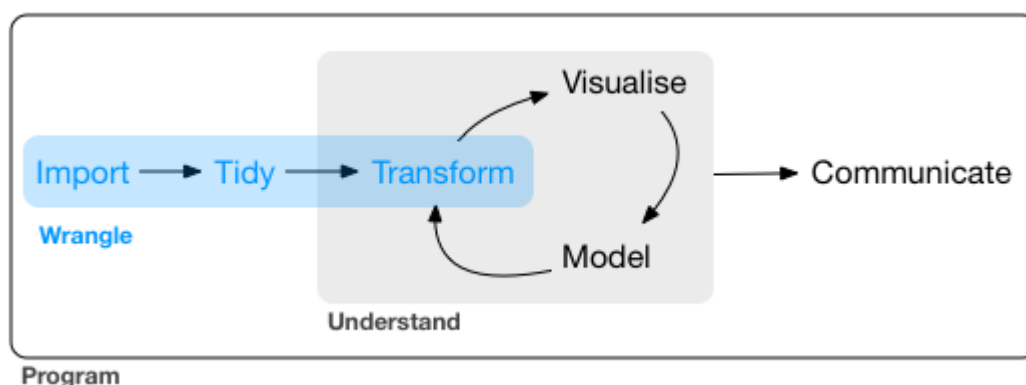 Visualise
Import Tidy Transform Communicate
Wrangle
Model
Understand
Program